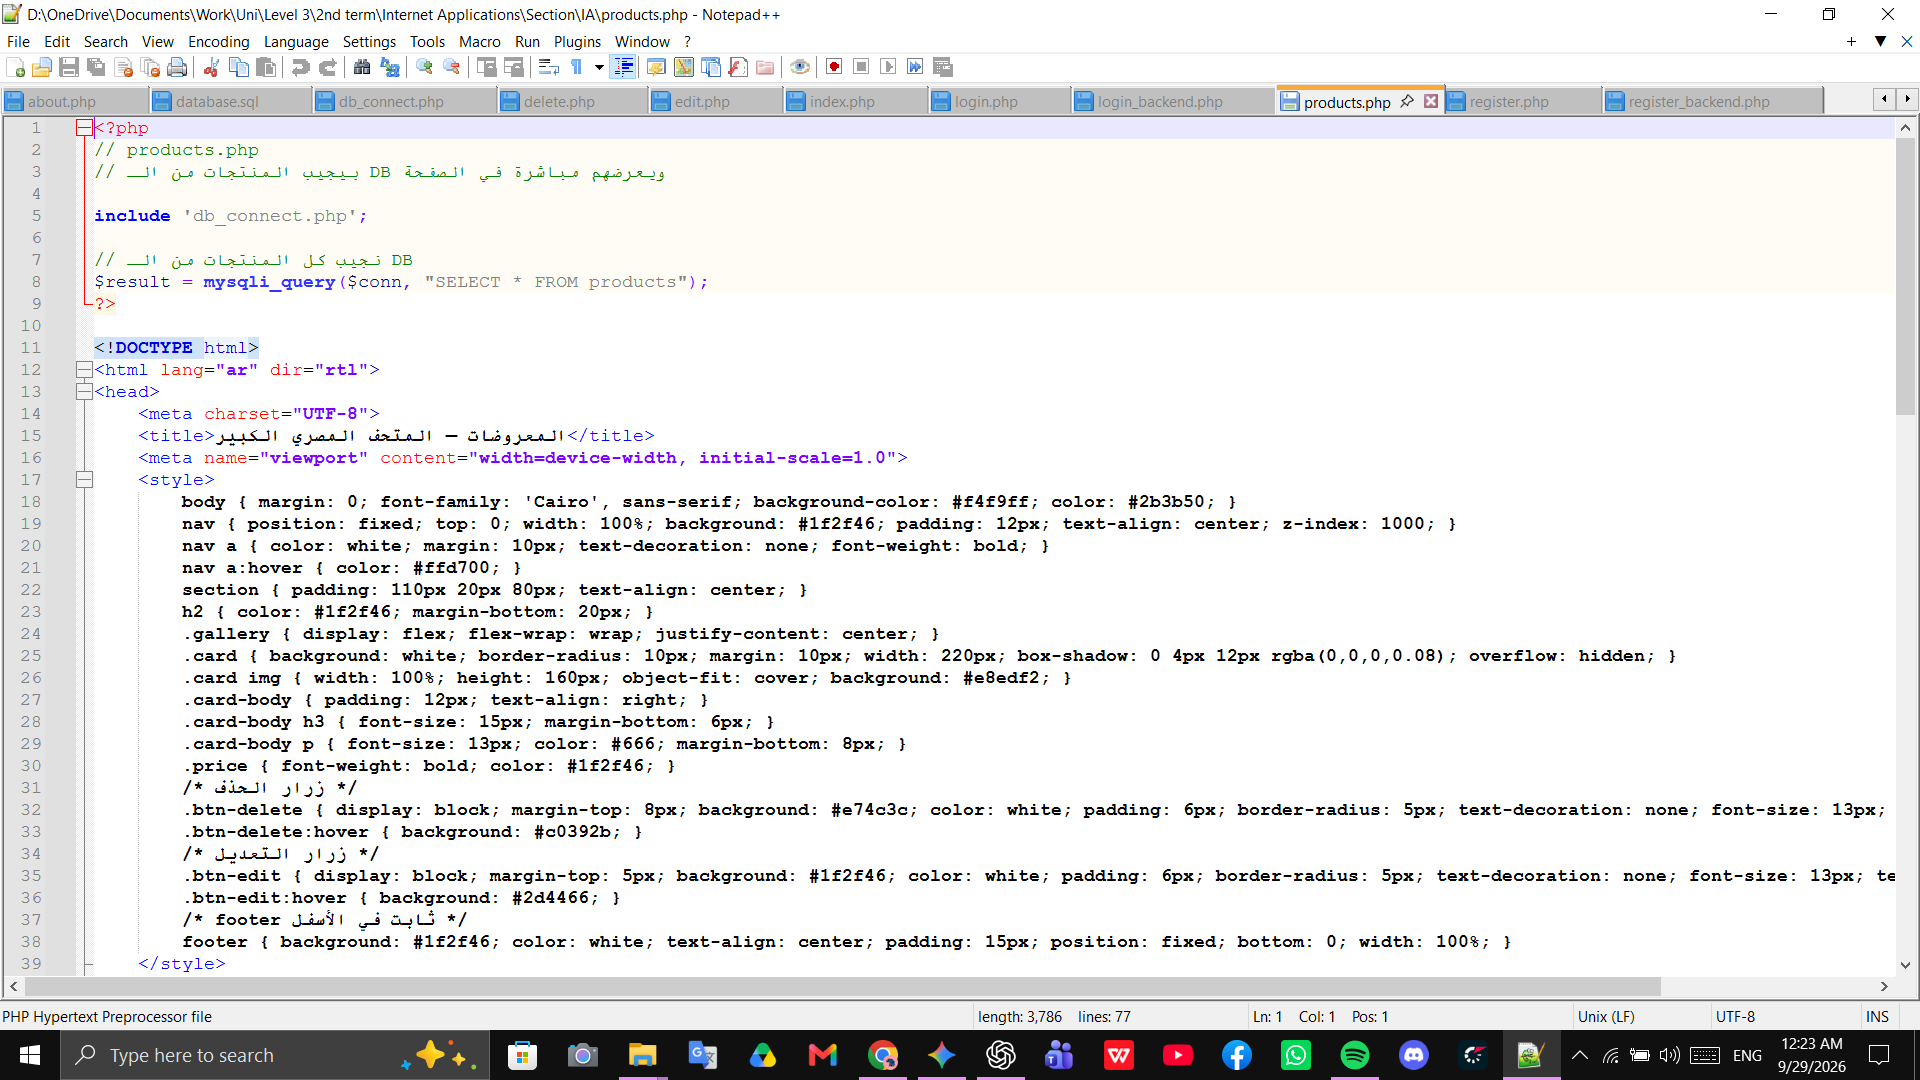 D:\OneDrive\Documents\Work\Uni\Level 3\2nd term\Internet Applications\Section\IA\products.php - Notepad++
File Edit Search View Encoding Language Settings Tools Macro Run Plugins Window ?
about.php database.sql db_connect.php delete.php edit.php index.php login.php login_backend.php products.php register.php register_backend.php
1 <?php
2 // products.php
3 // بيجيب المنتجات من الـ DB ويعرضهم مباشرة في الصفحة
4
5 include 'db_connect.php';
6
7 // نجيب كل المنتجات من الـ DB
8 $result = mysqli_query($conn, "SELECT * FROM products");
9 ?>
10
11 <!DOCTYPE html>
12 <html lang="ar" dir="rtl">
13 <head>
14 <meta charset="UTF-8">
15 <title>المعروضات – المتحف المصري الكبير</title>
16 <meta name="viewport" content="width=device-width, initial-scale=1.0">
17 <style>
18 body { margin: 0; font-family: 'Cairo', sans-serif; background-color: #f4f9ff; color: #2b3b50; }
19 nav { position: fixed; top: 0; width: 100%; background: #1f2f46; padding: 12px; text-align: center; z-index: 1000; }
20 nav a { color: white; margin: 10px; text-decoration: none; font-weight: bold; }
21 nav a:hover { color: #ffd700; }
22 section { padding: 110px 20px 80px; text-align: center; }
23 h2 { color: #1f2f46; margin-bottom: 20px; }
24 .gallery { display: flex; flex-wrap: wrap; justify-content: center; }
25 .card { background: white; border-radius: 10px; margin: 10px; width: 220px; box-shadow: 0 4px 12px rgba(0,0,0,0.08); overflow: hidden; }
26 .card img { width: 100%; height: 160px; object-fit: cover; background: #e8edf2; }
27 .card-body { padding: 12px; text-align: right; }
28 .card-body h3 { font-size: 15px; margin-bottom: 6px; }
29 .card-body p { font-size: 13px; color: #666; margin-bottom: 8px; }
30 .price { font-weight: bold; color: #1f2f46; }
31 /* زرار الحذف */
32 .btn-delete { display: block; margin-top: 8px; background: #e74c3c; color: white; padding: 6px; border-radius: 5px; text-decoration: none; font-size: 13px;
33 .btn-delete:hover { background: #c0392b; }
34 /* زرار التعديل */
35 .btn-edit { display: block; margin-top: 5px; background: #1f2f46; color: white; padding: 6px; border-radius: 5px; text-decoration: none; font-size: 13px; te
36 .btn-edit:hover { background: #2d4466; }
37 /* footer ثابت في الأسفل */
38 footer { background: #1f2f46; color: white; text-align: center; padding: 15px; position: fixed; bottom: 0; width: 100%; }
39 </style>
PHP Hypertext Preprocessor file length: 3,786 lines: 77 Ln: 1 Col: 1 Pos: 1 Unix (LF) UTF-8 INS
Type here to search ENG 12:23 AM
9/29/2026